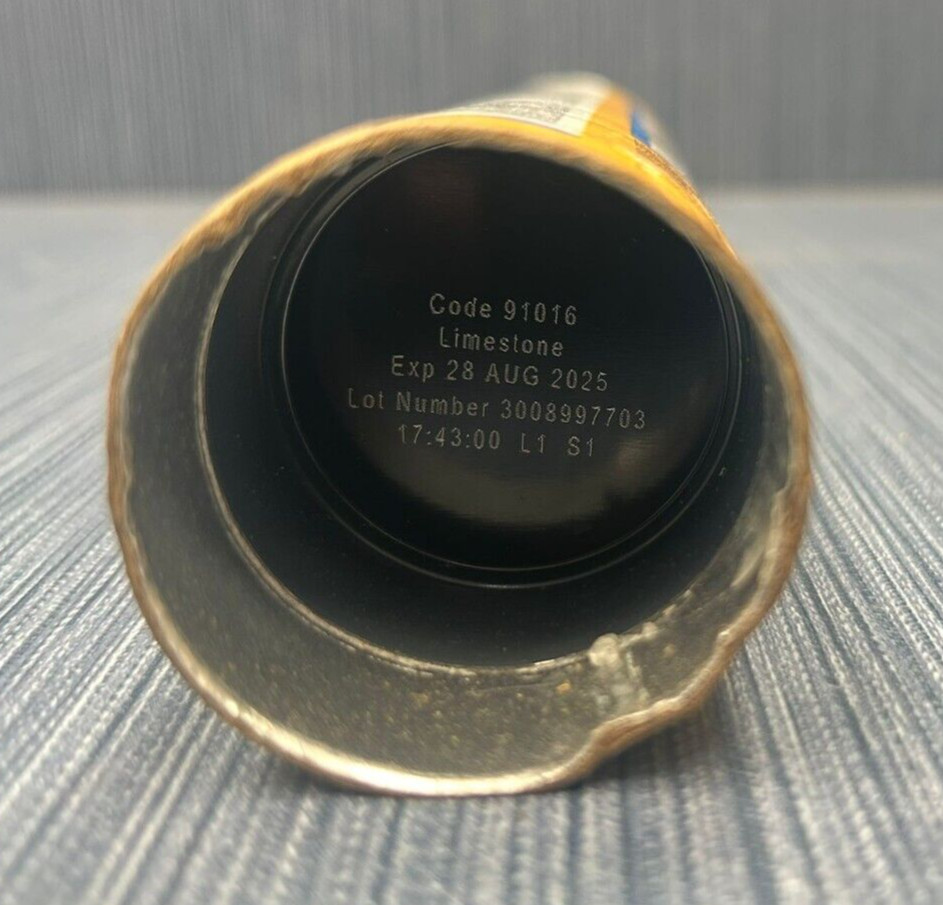 Code 91016
Limestone
Exp 28 AUG 2025
Lot Number 3008997703
17:43:00 L1 S1